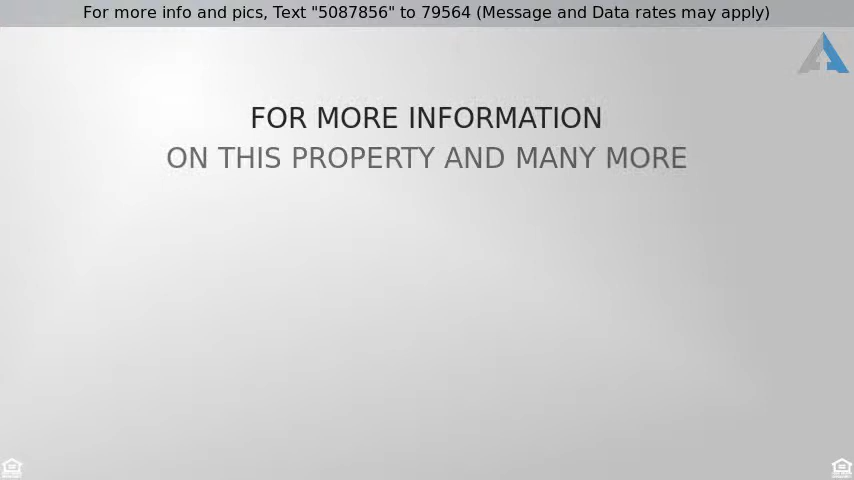 For more info and pics, Text "5087856" to 79564 (Message and Data rates may apply)
FOR MORE INFORMATION
ON THIS PROPERTY AND MANY MORE